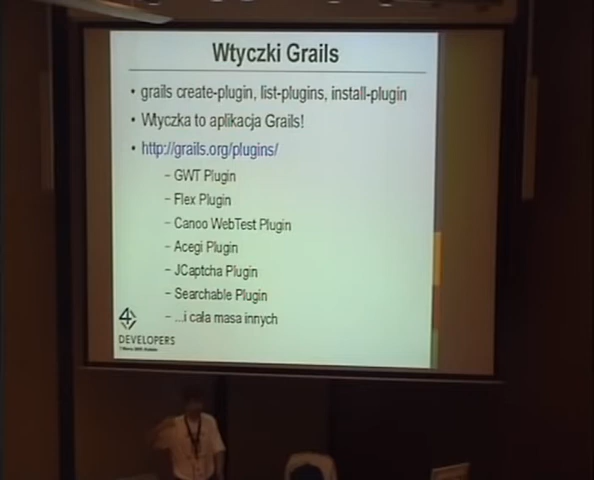 Wtyczki Grails
• grails create-plugin, list-plugins, install-plugin
• Wtyczka to aplikacja Grails!
• http://grails.org/plugins/
– GWT Plugin
– Flex Plugin
– Canoo WebTest Plugin
– Acegi Plugin
– JCaptcha Plugin
– Searchable Plugin
– ...i cała masa innych
4
DEVELOPERS